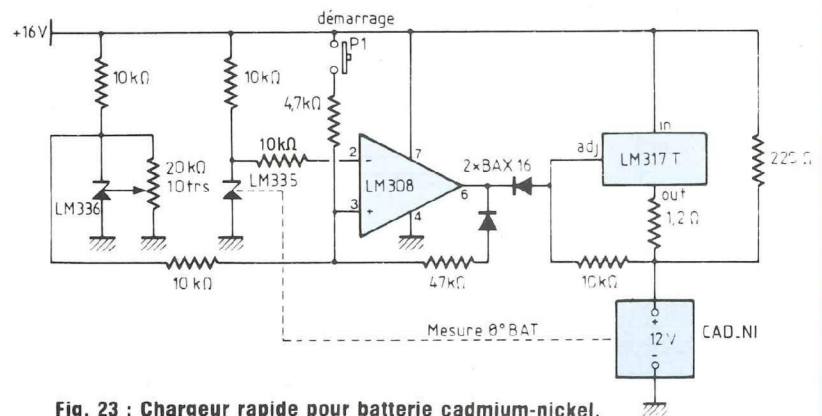 démarrage
+16V
P1
10kΩ
10kΩ
4,7kΩ
10kΩ
20kΩ
10trs
LM336
LM335
2
-
7
LM308
6
3
+
4
2×BAX 16
in
adj
LM317 T
out
1,2 Ω
10kΩ
47kΩ
10kΩ
Mesure θ° BAT
+
12V
-
CAD_NI
Fig. 23 : Chargeur rapide pour batterie cadmium-nickel.